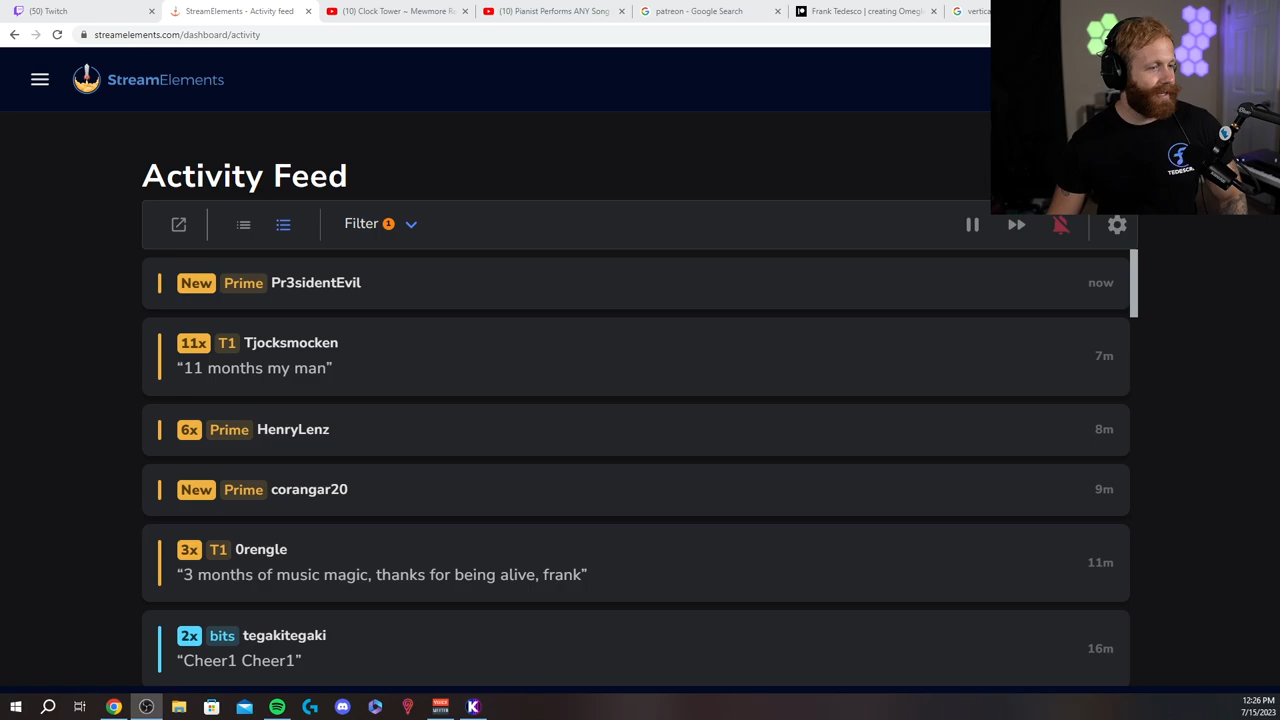 (50) Twitch
StreamElements - Activity feed
(10) Clock Tower ~ Mewmore Re
(10) Pianist Performs ANY Song
patreon - Google Search
Frank Tedesco | creating Omegl
vertic
streamelements.com/dashboard/activity
StreamElements
TEDESCO
Activity Feed
Filter 1
New Prime Pr3sidentEvil
now
11x T1 Tjocksmocken
“11 months my man”
7m
6x Prime HenryLenz
8m
New Prime corangar20
9m
3x T1 0rengle
“3 months of music magic, thanks for being alive, frank”
11m
2x bits tegakitegaki
“Cheer1 Cheer1”
16m
12:26 PM
7/15/2023